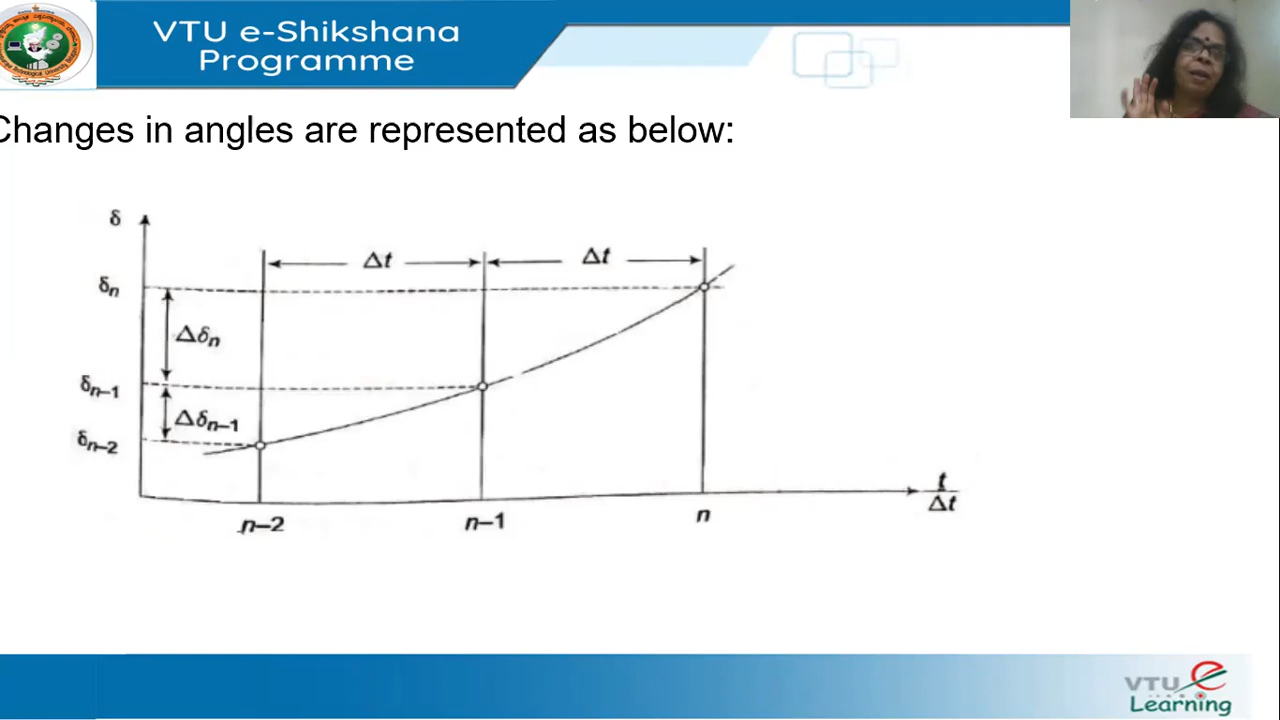 VTU e-Shikshana
Programme
Changes in angles are represented as below:
δ
Δt
Δt
δn
Δδn
δn–1
Δδn–1
δn–2
t
Δt
n–2
n–1
n
VTU e
Learning